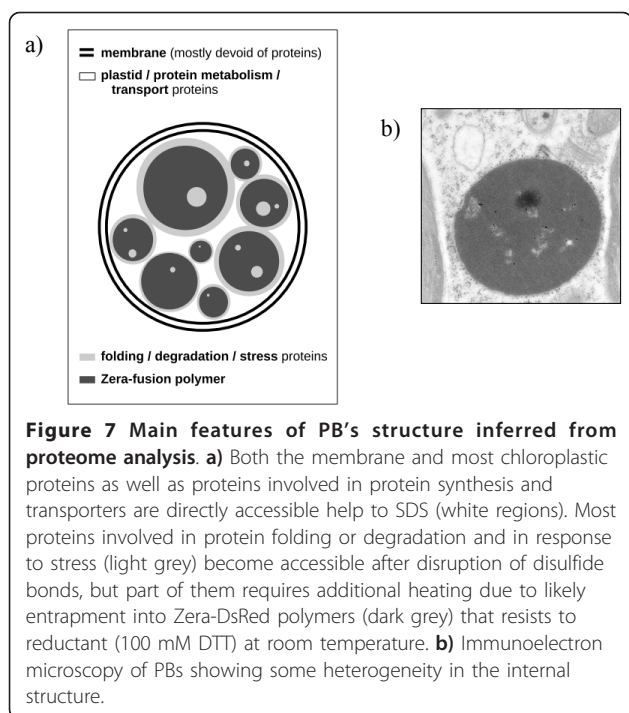 a)
membrane (mostly devoid of proteins)
plastid / protein metabolism /
transport proteins
b)
folding / degradation / stress proteins
Zera-fusion polymer
Figure 7 Main features of PB's structure inferred from
proteome analysis. a) Both the membrane and most chloroplastic
proteins as well as proteins involved in protein synthesis and
transporters are directly accessible help to SDS (white regions). Most
proteins involved in protein folding or degradation and in response
to stress (light grey) become accessible after disruption of disulfide
bonds, but part of them requires additional heating due to likely
entrapment into Zera-DsRed polymers (dark grey) that resists to
reductant (100 mM DTT) at room temperature. b) Immunoelectron
microscopy of PBs showing some heterogeneity in the internal
structure.